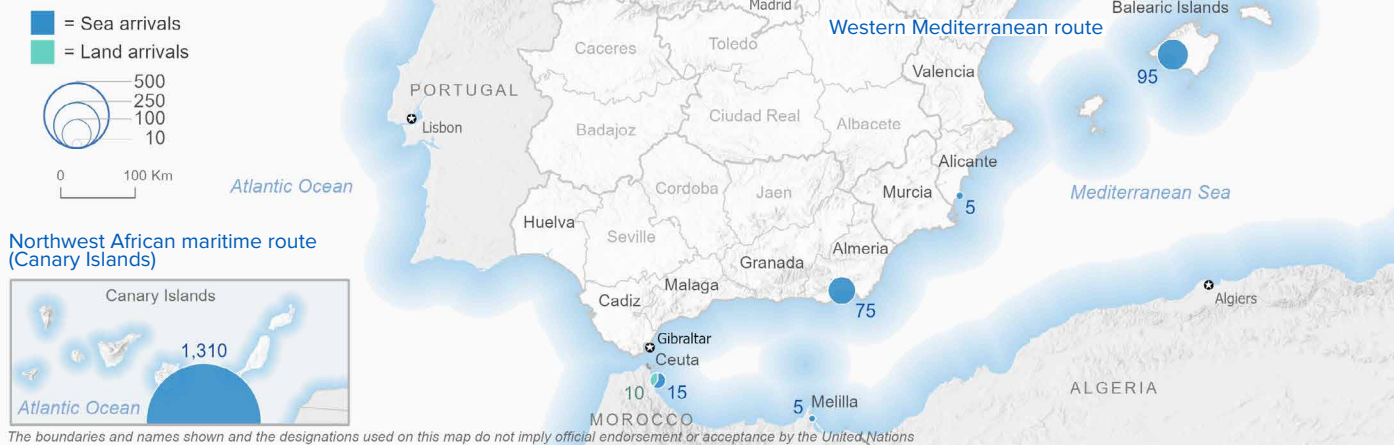 Madrid
Balearic Islands
= Sea arrivals
Western Mediterranean route
Caceres
Toledo
= Land arrivals
Valencia
95
500
250
100
10
PORTUGAL
Lisbon
Badajoz
Ciudad Real
Albacete
0 100 Km
Atlantic Ocean
Alicante
Cordoba
Jaen
Murcia
Mediterranean Sea
5
Huelva
Seville
Northwest African maritime route
(Canary Islands)
Almeria
Granada
Malaga
Cadiz
75
Algiers
Canary Islands
1,310
Atlantic Ocean
Gibraltar
Ceuta
10 15
ALGERIA
5 Melilla
MOROCCO
The boundaries and names shown and the designations used on this map do not imply official endorsement or acceptance by the United Nations